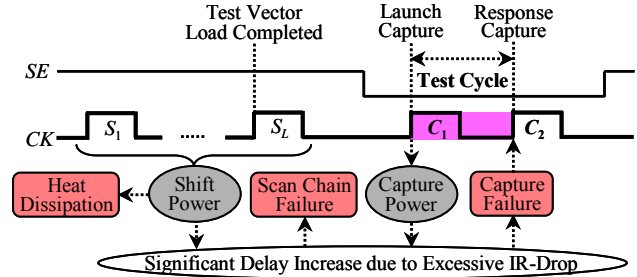 Test Vector
Load Completed
Launch
Capture
Response
Capture
SE
Test Cycle
CK
S1
.....
SL
C1
C2
Heat
Dissipation
Shift
Power
Scan Chain
Failure
Capture
Power
Capture
Failure
Significant Delay Increase due to Excessive IR-Drop